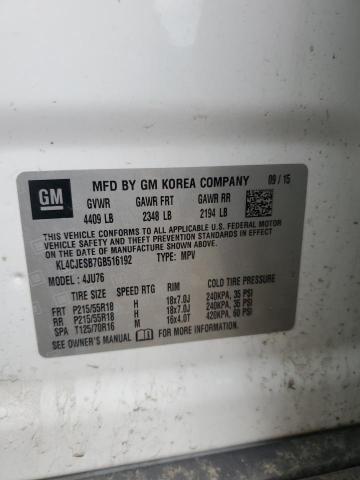 GM
MFD BY GM KOREA COMPANY 09 / 15
GVWR GAWR FRT GAWR RR
4409 LB 2348 LB 2194 LB
THIS VEHICLE CONFORMS TO ALL APPLICABLE U.S. FEDERAL MOTOR
VEHICLE SAFETY, BUMPER, AND THEFT PREVENTION STANDARDS IN
EFFECT ON THE DATE OF MANUFACTURE SHOWN ABOVE.
KL4CJESB7GB516192 TYPE: MPV
MODEL: 4JU76
TIRE SIZE SPEED RTG RIM COLD TIRE PRESSURE
FRT P215/55R18 H 18x7.0J 240KPA, 35 PSI
RR P215/55R18 H 18x7.0J 240KPA, 35 PSI
SPA T125/70R16 M 16x4.0T 420KPA, 60 PSI
SEE OWNER'S MANUAL FOR MORE INFORMATION